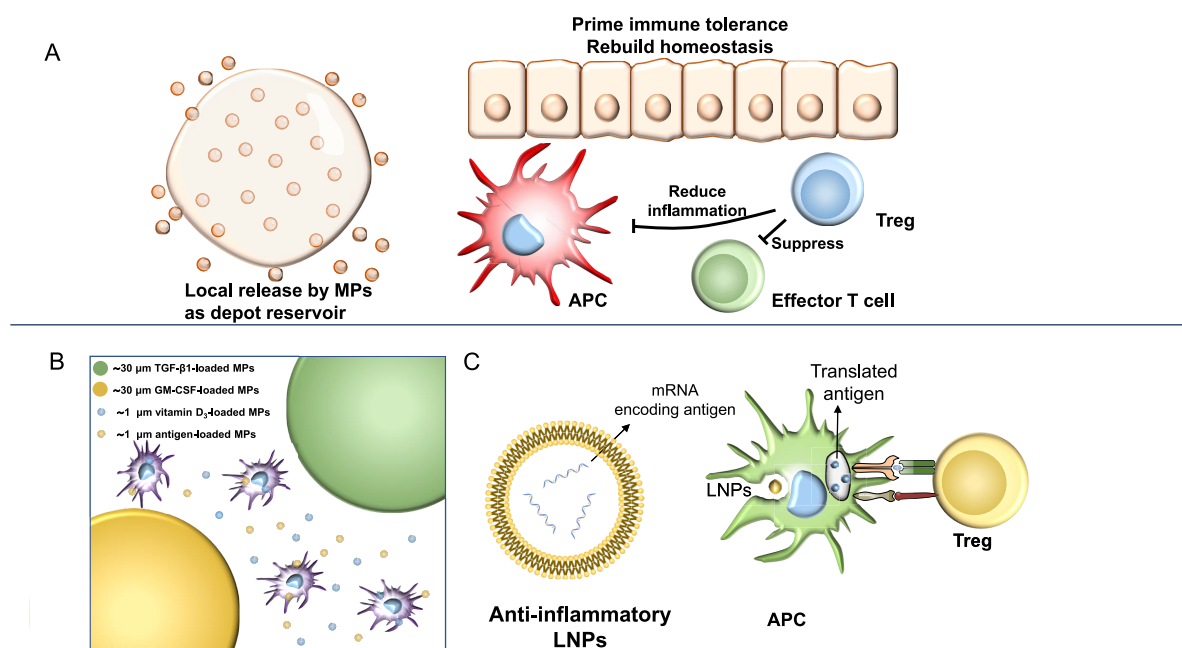 A
Prime immune tolerance
Rebuild homeostasis
Local release by MPs
as depot reservoir
Reduce
inflammation
Treg
Suppress
APC
Effector T cell
B
~30 μm TGF-β1-loaded MPs
~30 μm GM-CSF-loaded MPs
~1 μm vitamin D₃-loaded MPs
~1 μm antigen-loaded MPs
C
mRNA
encoding antigen
Translated
antigen
LNPs
Treg
Anti-inflammatory
LNPs
APC